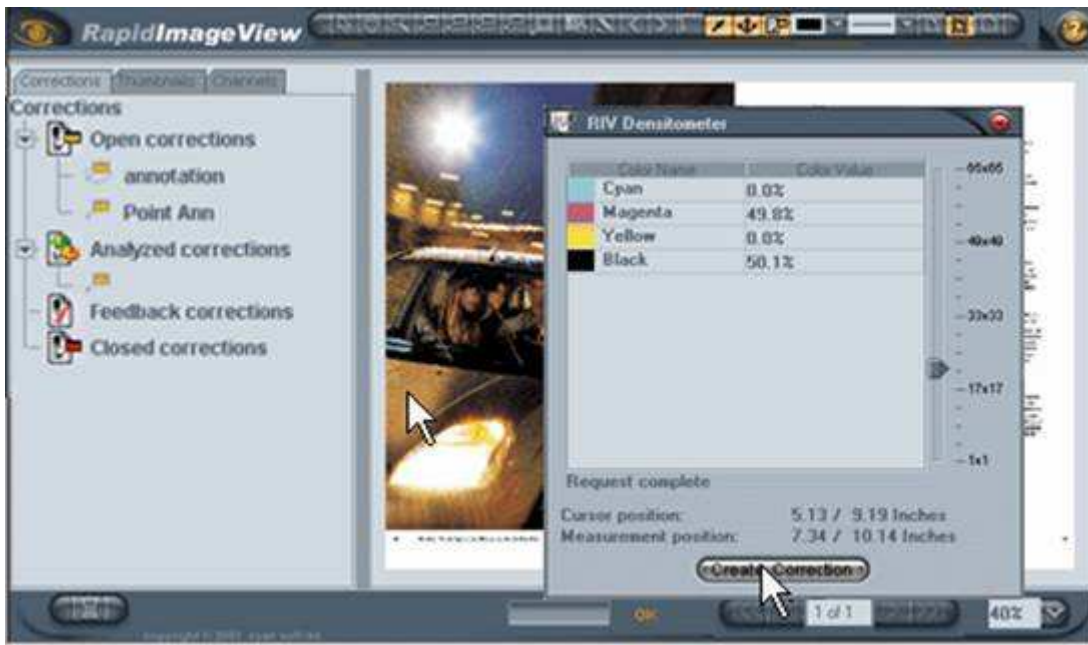 RapidImageView
Corrections Thumbnails Channels
Corrections
Open corrections
annotation
Point Ann
Analyzed corrections
Feedback corrections
Closed corrections
RIV Densitometer
Color Name Color Value
Cyan 0.0%
Magenta 49.8%
Yellow 0.0%
Black 50.1%
33x33
17x17
1x1
Request complete
Cursor position: 5.13 / 9.19 Inches
Measurement position: 7.34 / 10.14 Inches
Create Correction
OK
1 of 1
40%